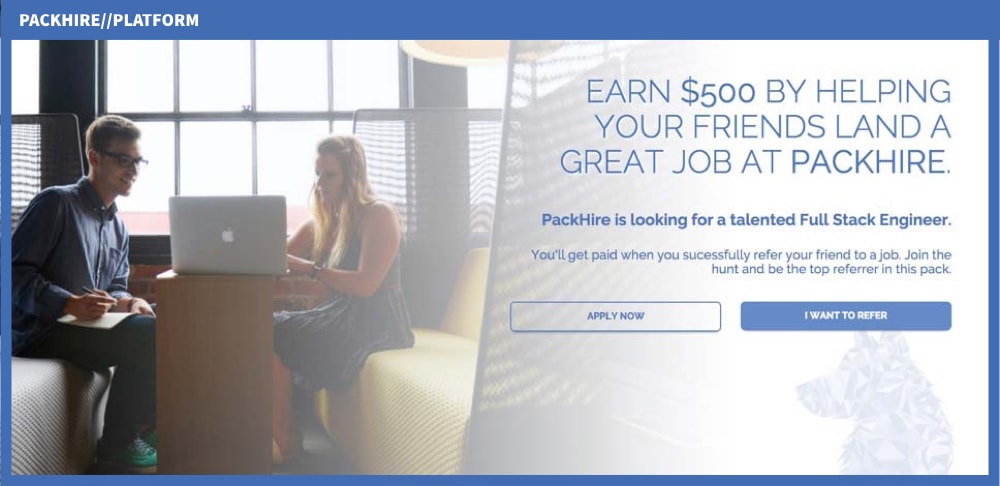 PACKHIRE//PLATFORM
EARN $500 BY HELPING
YOUR FRIENDS LAND A
GREAT JOB AT PACKHIRE.
PackHire is looking for a talented Full Stack Engineer.
You'll get paid when you sucessfully refer your friend to a job. Join the
hunt and be the top referrer in this pack.
APPLY NOW
I WANT TO REFER